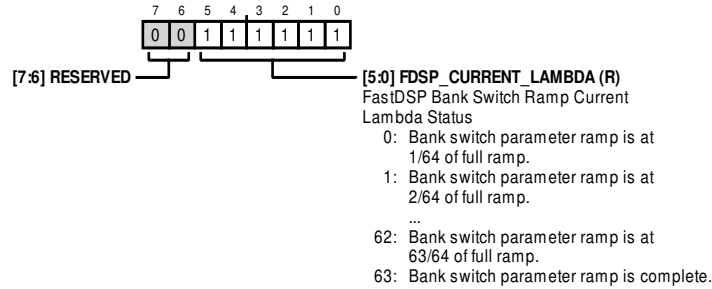 7 6 5 4 3 2 1 0
0 0 1 1 1 1 1 1
[7:6] RESERVED
[5:0] FDSP_CURRENT_LAMBDA (R)
FastDSP Bank Switch Ramp Current
Lambda Status
0: Bank switch parameter ramp is at
1/64 of full ramp.
1: Bank switch parameter ramp is at
2/64 of full ramp.
...
62: Bank switch parameter ramp is at
63/64 of full ramp.
63: Bank switch parameter ramp is complete.